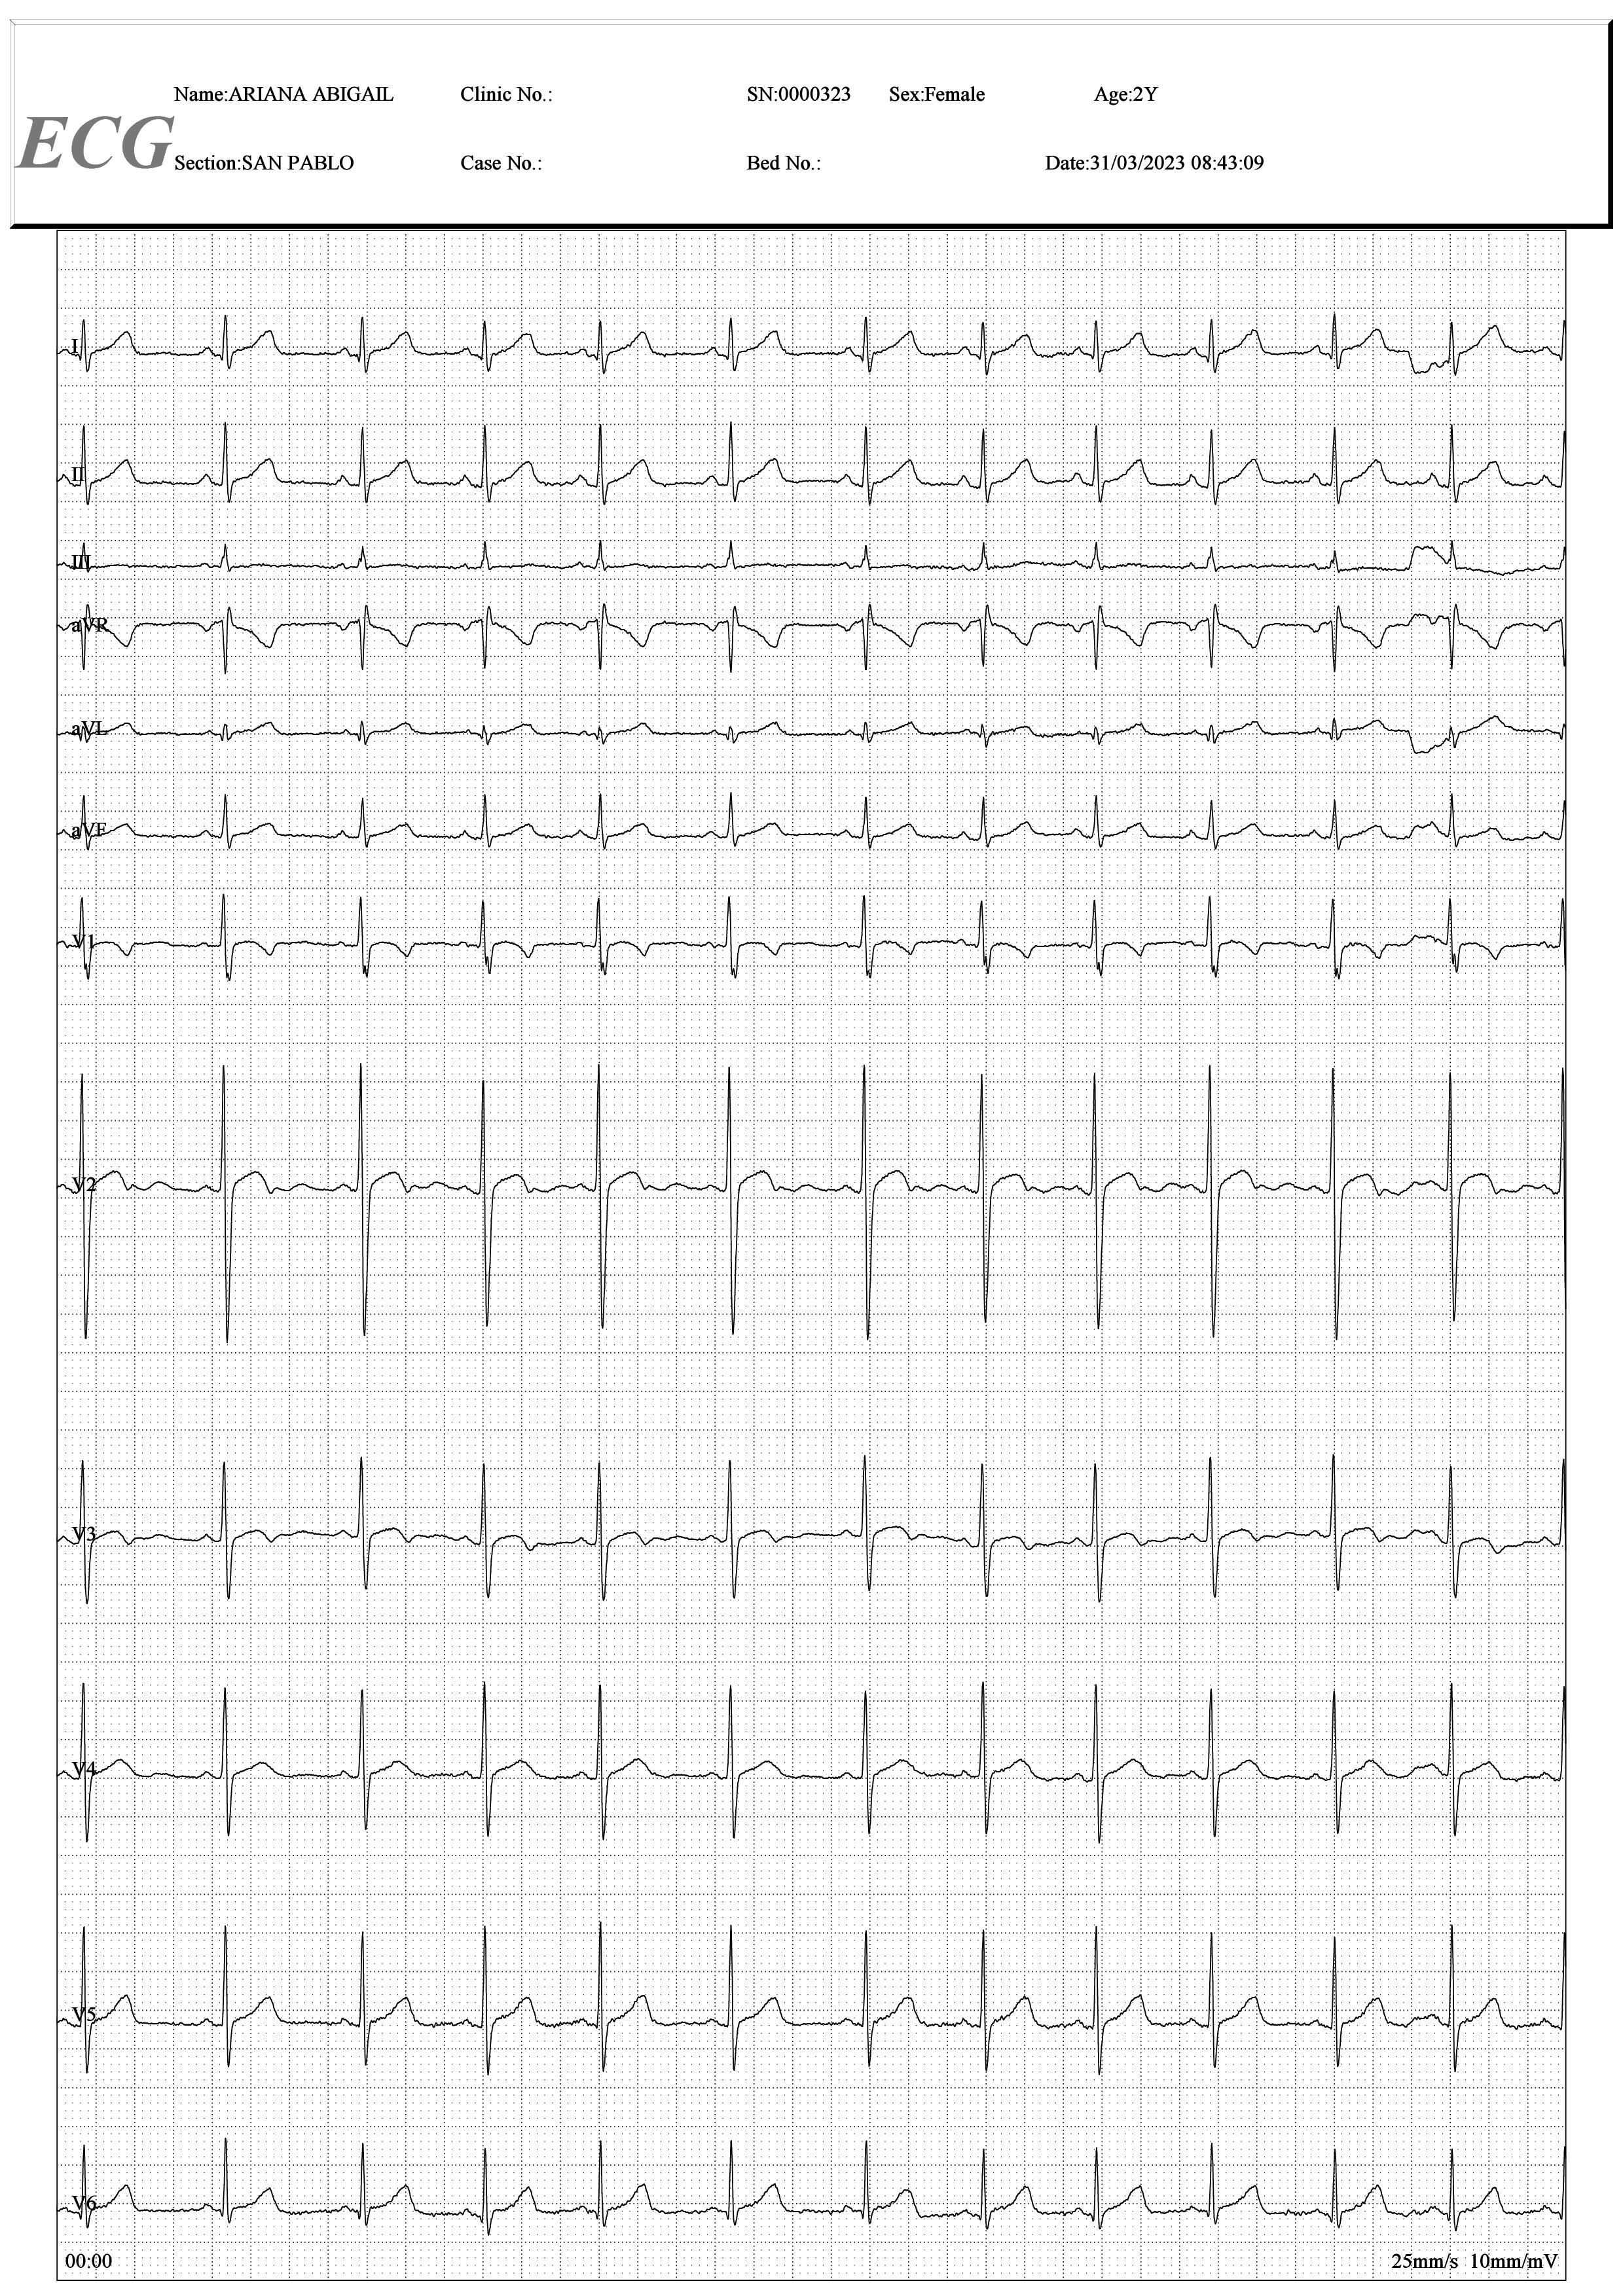 Name:ARIANA ABIGAIL Clinic No.: SN:0000323 Sex:Female Age:2Y
ECG
Section:SAN PABLO Case No.: Bed No.: Date:31/03/2023 08:43:09
I
II
III
aVR
aVL
aVF
V1
V2
V3
V4
V5
V6
00:00 25mm/s 10mm/mV